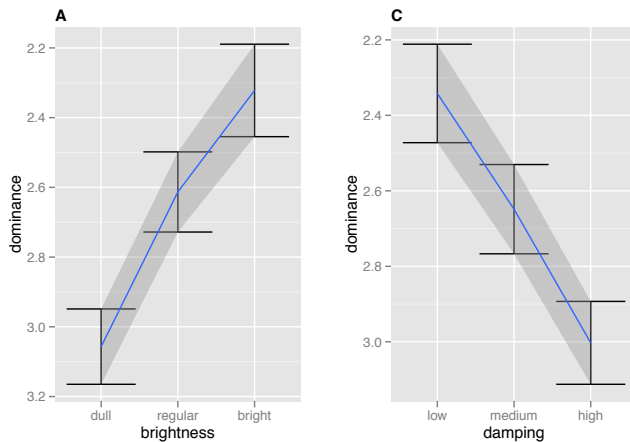 A
2.2
2.4
2.6
2.8
3.0
3.2
dominance
dull regular bright
brightness
C
2.2
2.4
2.6
2.8
3.0
dominance
low medium high
damping